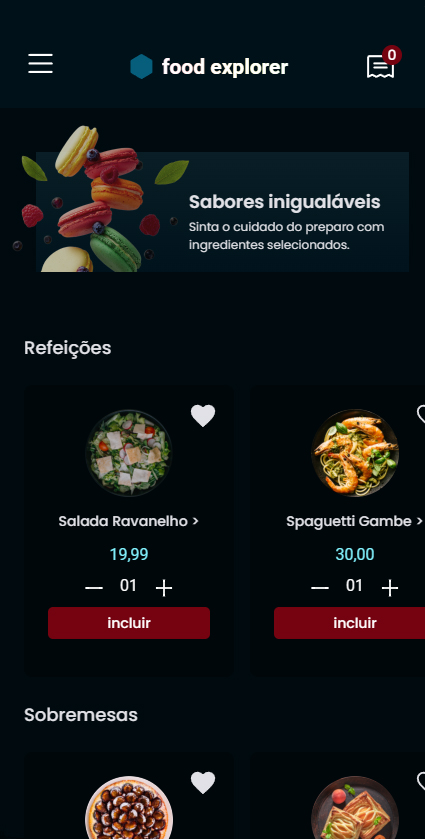 food explorer
0
Sabores inigualáveis
Sinta o cuidado do preparo com
ingredientes selecionados.
Refeições
Salada Ravanelho >
19,99
01
incluir
Spaguetti Gambe >
30,00
01
incluir
Sobremesas